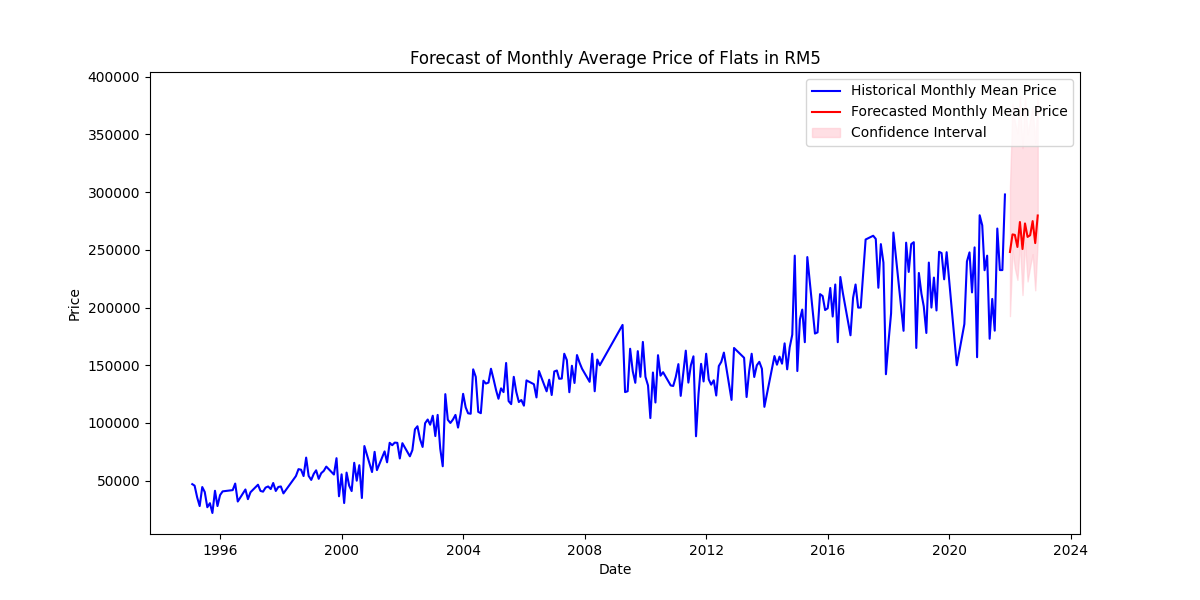 Forecast of Monthly Average Price of Flats in RM5
400000
350000
300000
250000
200000
150000
100000
50000
Price
Historical Monthly Mean Price
Forecasted Monthly Mean Price
Confidence Interval
1996 2000 2004 2008 2012 2016 2020 2024
Date